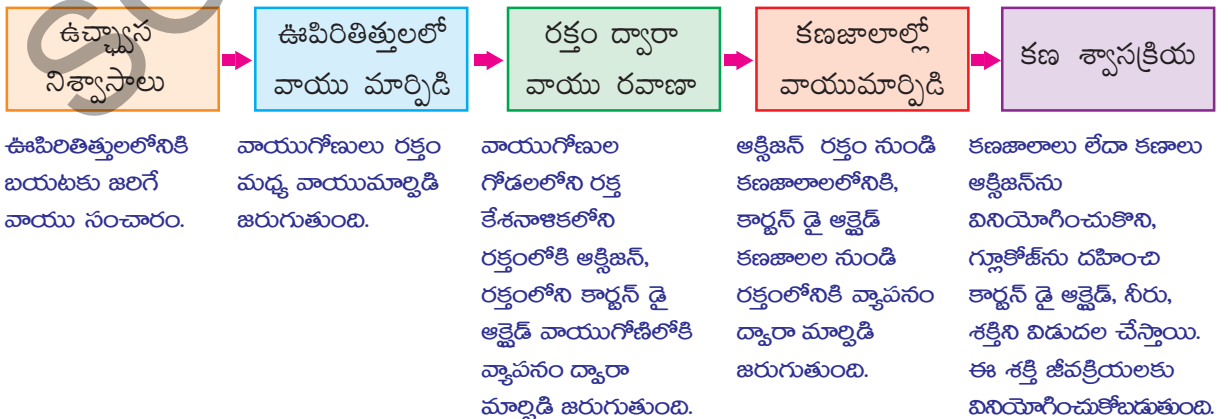 ఉచ్ఛ్వాస
నిశ్వాసాలు
ఊపిరితిత్తులలో
వాయు మార్పిడి
రక్తం ద్వారా
వాయు రవాణా
కణజాలాల్లో
వాయుమార్పిడి
కణ శ్వాసక్రియ
ఊపిరితిత్తులలోనికి
బయటకు జరిగే
వాయు సంచారం.
వాయుగోణులు రక్తం
మధ్య వాయుమార్పిడి
జరుగుతుంది.
వాయుగోణుల
గోడలలోని రక్త
కేశనాళికలోని
రక్తంలోకి ఆక్సిజన్,
రక్తంలోని కార్బన్ డై
ఆక్సైడ్ వాయుగోణిలోకి
వ్యాపనం ద్వారా
మార్పిడి జరుగుతుంది.
ఆక్సిజన్ రక్తం నుండి
కణజాలాలలోనికి,
కార్బన్ డై ఆక్సైడ్
కణజాలల నుండి
రక్తంలోనికి వ్యాపనం
ద్వారా మార్పిడి
జరుగుతుంది.
కణజాలాలు లేదా కణాలు
ఆక్సిజన్‌ను
వినియోగించుకొని,
గ్లూకోజ్‌ను దహించి
కార్బన్ డై ఆక్సైడ్, నీరు,
శక్తిని విడుదల చేస్తాయి.
ఈ శక్తి జీవక్రియలకు
వినియోగించుకోబడుతుంది